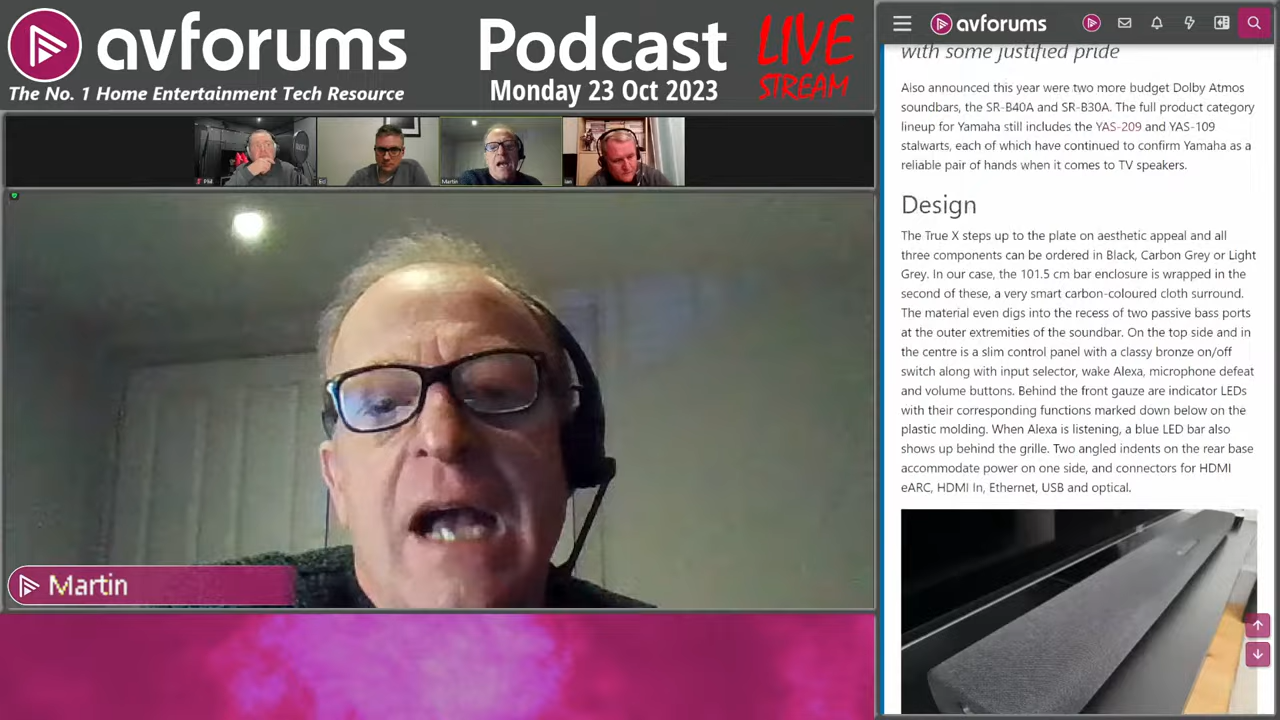 avforums
The No. 1 Home Entertainment Tech Resource
Podcast
Monday 23 Oct 2023
LIVE
STREAM
Phil
Ed
Martin
Ian
Martin
avforums
with some justified pride
Also announced this year were two more budget Dolby Atmos
soundbars, the SR-B40A and SR-B30A. The full product category
lineup for Yamaha still includes the YAS-209 and YAS-109
stalwarts, each of which have continued to confirm Yamaha as a
reliable pair of hands when it comes to TV speakers.
Design
The True X steps up to the plate on aesthetic appeal and all
three components can be ordered in Black, Carbon Grey or Light
Grey. In our case, the 101.5 cm bar enclosure is wrapped in the
second of these, a very smart carbon-coloured cloth surround.
The material even digs into the recess of two passive bass ports
at the outer extremities of the soundbar. On the top side and in
the centre is a slim control panel with a classy bronze on/off
switch along with input selector, wake Alexa, microphone defeat
and volume buttons. Behind the front gauze are indicator LEDs
with their corresponding functions marked down below on the
plastic molding. When Alexa is listening, a blue LED bar also
shows up behind the grille. Two angled indents on the rear base
accommodate power on one side, and connectors for HDMI
eARC, HDMI In, Ethernet, USB and optical.